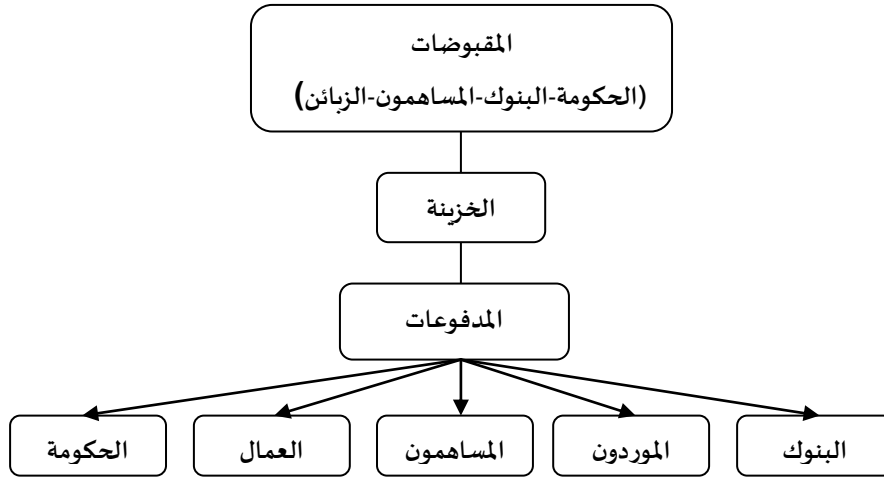 المقبوضات
(الحكومة-البنوك-المساهمون-الزبائن)
الخزينة
المدفوعات
البنوك
الموردون
المساهمون
العمال
الحكومة